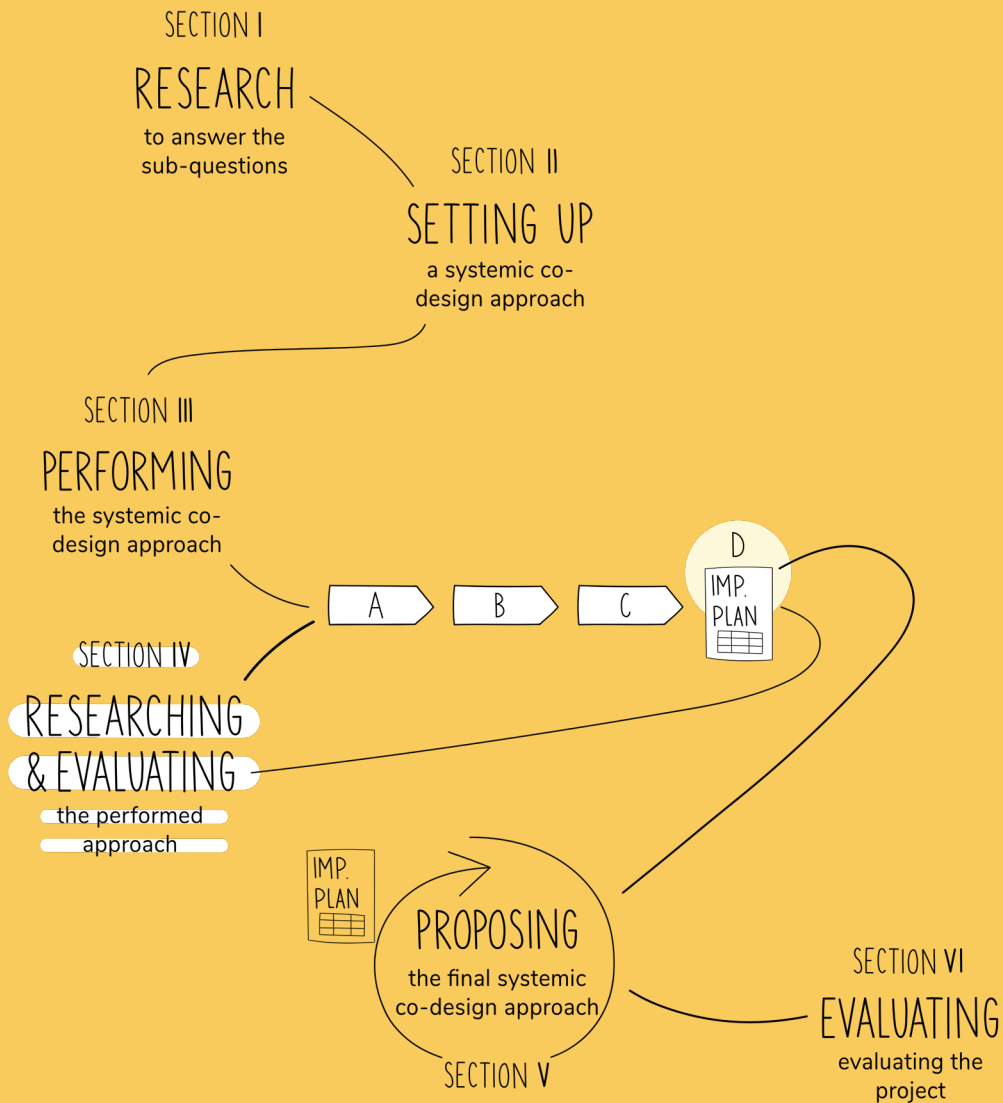 SECTION I
RESEARCH
to answer the
sub-questions
SECTION II
SETTING UP
a systemic co-
design approach
SECTION III
PERFORMING
the systemic co-
design approach
A
B
C
D
IMP.
PLAN
SECTION IV
RESEARCHING
& EVALUATING
the performed
approach
IMP.
PLAN
PROPOSING
the final systemic
co-design approach
SECTION V
SECTION VI
EVALUATING
evaluating the
project